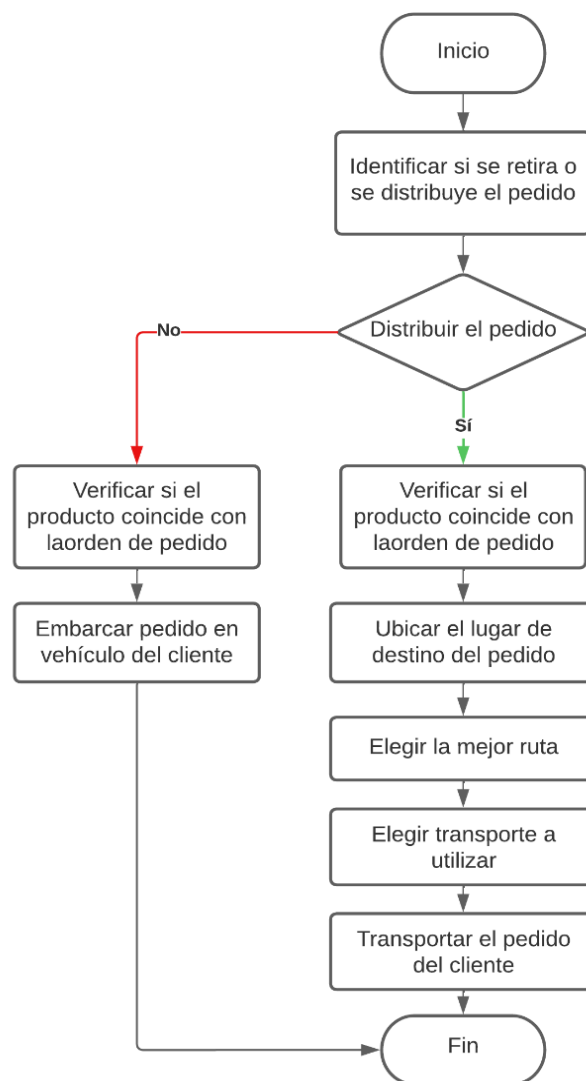 Inicio
Identificar si se retira o
se distribuye el pedido
Distribuir el pedido
No
Sí
Verificar si el
producto coincide con
laorden de pedido
Embarcar pedido en
vehículo del cliente
Verificar si el
producto coincide con
laorden de pedido
Ubicar el lugar de
destino del pedido
Elegir la mejor ruta
Elegir transporte a
utilizar
Transportar el pedido
del cliente
Fin